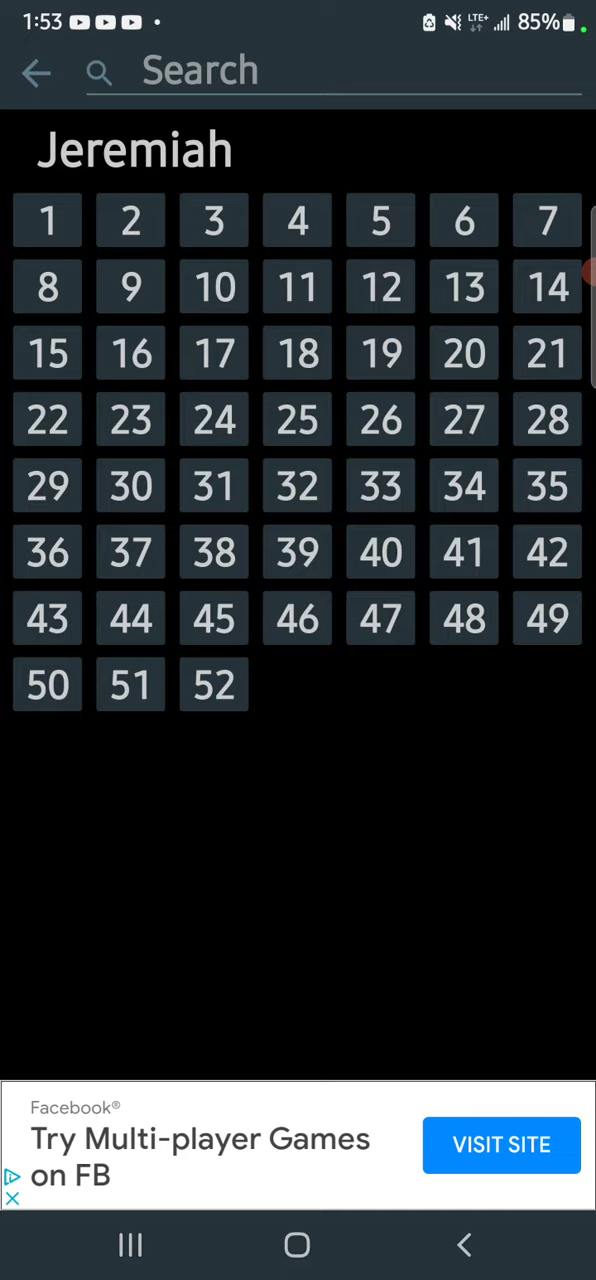 1:53 LTE+ 85%
Search
Jeremiah
1 2 3 4 5 6 7
8 9 10 11 12 13 14
15 16 17 18 19 20 21
22 23 24 25 26 27 28
29 30 31 32 33 34 35
36 37 38 39 40 41 42
43 44 45 46 47 48 49
50 51 52
Facebook®
Try Multi-player Games
on FB
VISIT SITE